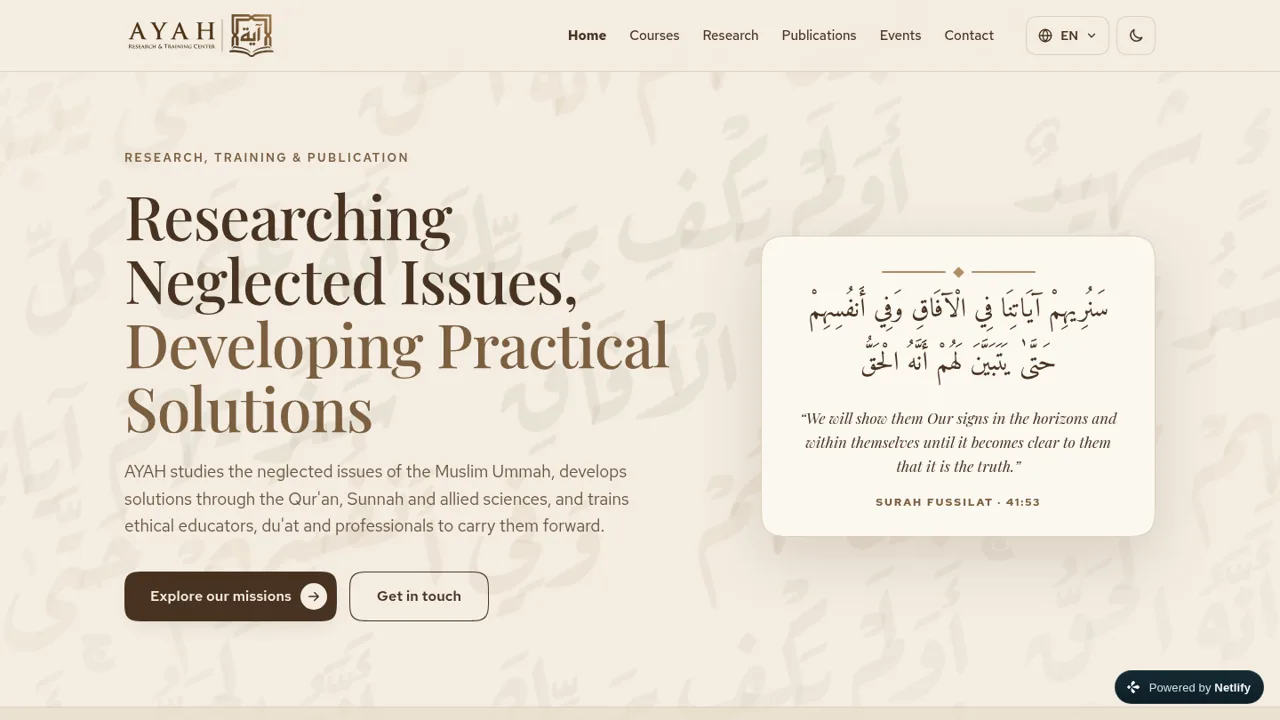 AYAH
RESEARCH & TRAINING CENTER
آية
Home
Courses
Research
Publications
Events
Contact
EN
RESEARCH, TRAINING & PUBLICATION
Researching
Neglected Issues,
Developing Practical
Solutions
AYAH studies the neglected issues of the Muslim Ummah, develops
solutions through the Qur'an, Sunnah and allied sciences, and trains
ethical educators, du'at and professionals to carry them forward.
Explore our missions
Get in touch
سَنُرِيهِمْ آيَاتِنَا فِي الْآفَاقِ وَفِي أَنفُسِهِمْ
حَتَّىٰ يَتَبَيَّنَ لَهُمْ أَنَّهُ الْحَقُّ
“We will show them Our signs in the horizons and
within themselves until it becomes clear to them
that it is the truth.”
SURAH FUSSILAT · 41:53
Powered by Netlify